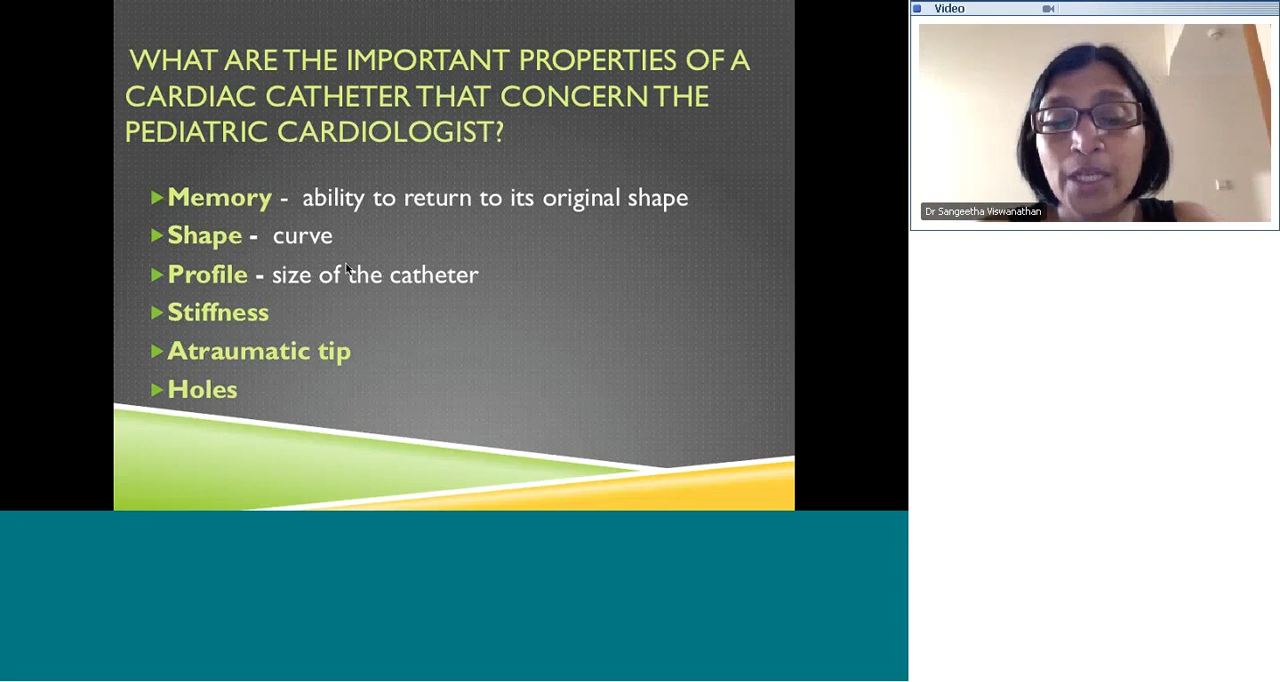 WHAT ARE THE IMPORTANT PROPERTIES OF A
CARDIAC CATHETER THAT CONCERN THE
PEDIATRIC CARDIOLOGIST?
Memory - ability to return to its original shape
Shape - curve
Profile - size of the catheter
Stiffness
Atraumatic tip
Holes
Video
Dr Sangeetha Viswanathan